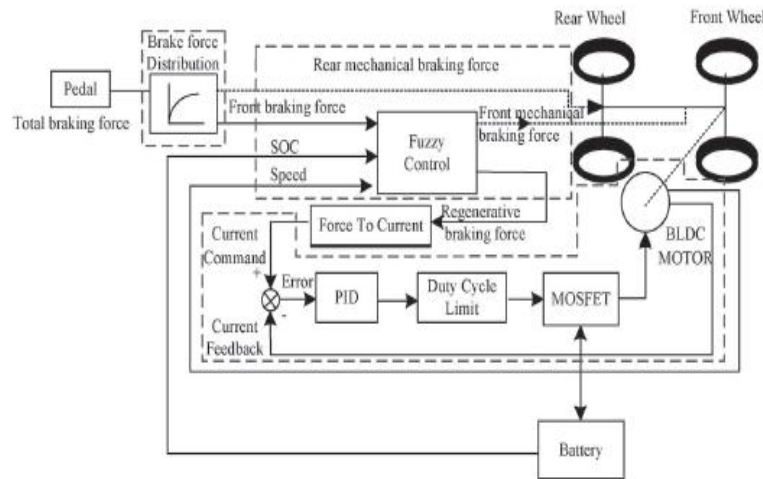 Rear Wheel
Front Wheel
Brake force
Distribution
Rear mechanical braking force
Pedal
Total braking force
Front braking force
Front mechanical
braking force
Fuzzy
Control
SOC
Speed
Regenerative
braking force
Force To Current
BLDC
MOTOR
Current
Command
+
Error
PID
Duty Cycle
Limit
MOSFET
-
Current
Feedback
Battery